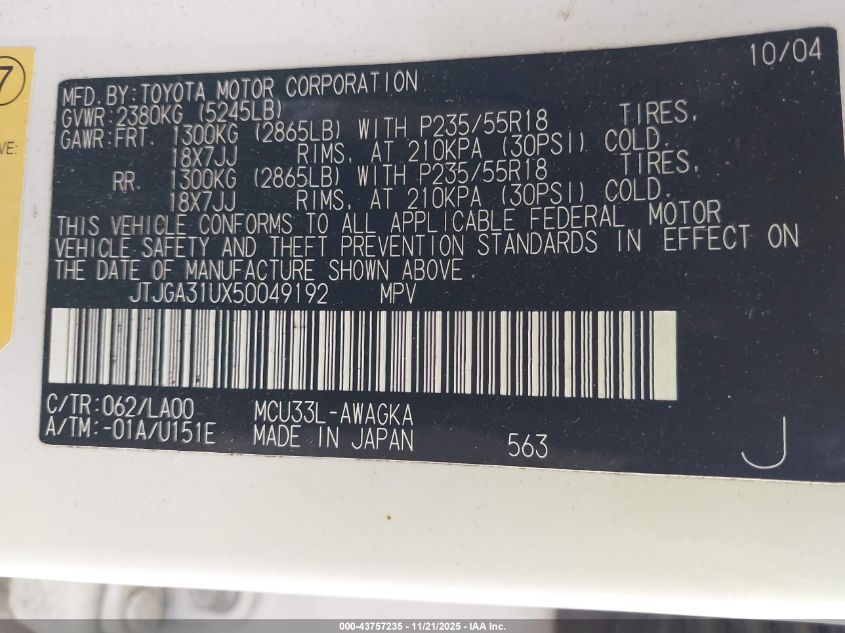 10/04
7
VE:
MFD. BY: TOYOTA MOTOR CORPORATION
GVWR: 2380KG (5245LB)
GAWR: FRT. 1300KG (2865LB) WITH P235/55R18 TIRES,
18X7JJ RIMS, AT 210KPA (30PSI) COLD.
RR. 1300KG (2865LB) WITH P235/55R18 TIRES,
18X7JJ RIMS, AT 210KPA (30PSI) COLD.
THIS VEHICLE CONFORMS TO ALL APPLICABLE FEDERAL MOTOR
VEHICLE SAFETY AND THEFT PREVENTION STANDARDS IN EFFECT ON
THE DATE OF MANUFACTURE SHOWN ABOVE
JTJGA31UX50049192 MPV
C/TR: 062/LA00 MCU33L-AWAGKA
A/TM: -01A/U151E MADE IN JAPAN 563 J
000-43757235 - 11/21/2025 - IAA Inc.